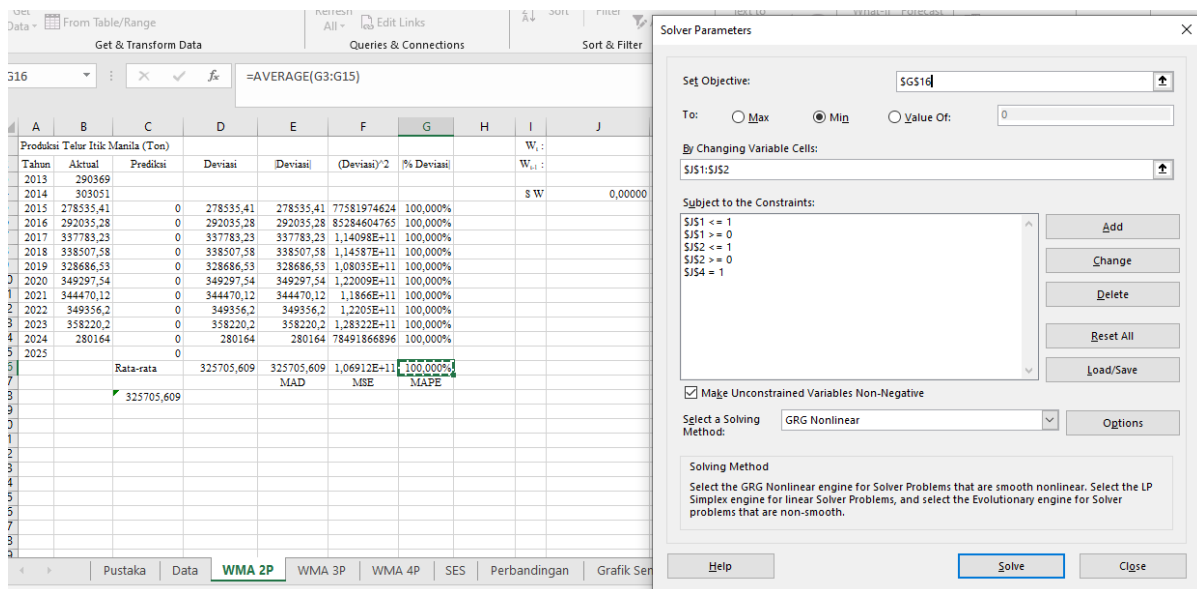 Data From Table/Range
Refresh All Edit Links
Get & Transform Data Queries & Connections Sort & Filter
G16 fx =AVERAGE(G3:G15)
A B C D E F G H I J
Produksi Telur Itik Manila (Ton) Wt :
Tahun Aktual Prediksi Deviasi |Deviasi| (Deviasi)^2 |% Deviasi| Wt-1 :
2013 290369
2014 303051 S W 0,00000
2015 278535,41 0 278535,41 278535,41 77581974624 100,000%
2016 292035,28 0 292035,28 292035,28 85284604765 100,000%
2017 337783,23 0 337783,23 337783,23 1,14098E+11 100,000%
2018 338507,58 0 338507,58 338507,58 1,14587E+11 100,000%
2019 328686,53 0 328686,53 328686,53 1,08035E+11 100,000%
2020 349297,54 0 349297,54 349297,54 1,22009E+11 100,000%
2021 344470,12 0 344470,12 344470,12 1,1866E+11 100,000%
2022 349356,2 0 349356,2 349356,2 1,2205E+11 100,000%
2023 358220,2 0 358220,2 358220,2 1,28322E+11 100,000%
2024 280164 0 280164 280164 78491866896 100,000%
2025 0
Rata-rata 325705,609 325705,609 1,06912E+11 100,000%
MAD MSE MAPE
325705,609
Pustaka Data WMA 2P WMA 3P WMA 4P SES Perbandingan Grafik Sen
Solver Parameters
Set Objective: $G$16
To: Max Min Value Of: 0
By Changing Variable Cells:
$J$1:$J$2
Subject to the Constraints:
$J$1 <= 1
$J$1 >= 0
$J$2 <= 1
$J$2 >= 0
$J$4 = 1
Add
Change
Delete
Reset All
Load/Save
Make Unconstrained Variables Non-Negative
Select a Solving Method: GRG Nonlinear
Options
Solving Method
Select the GRG Nonlinear engine for Solver Problems that are smooth nonlinear. Select the LP
Simplex engine for linear Solver Problems, and select the Evolutionary engine for Solver
problems that are non-smooth.
Help Solve Close